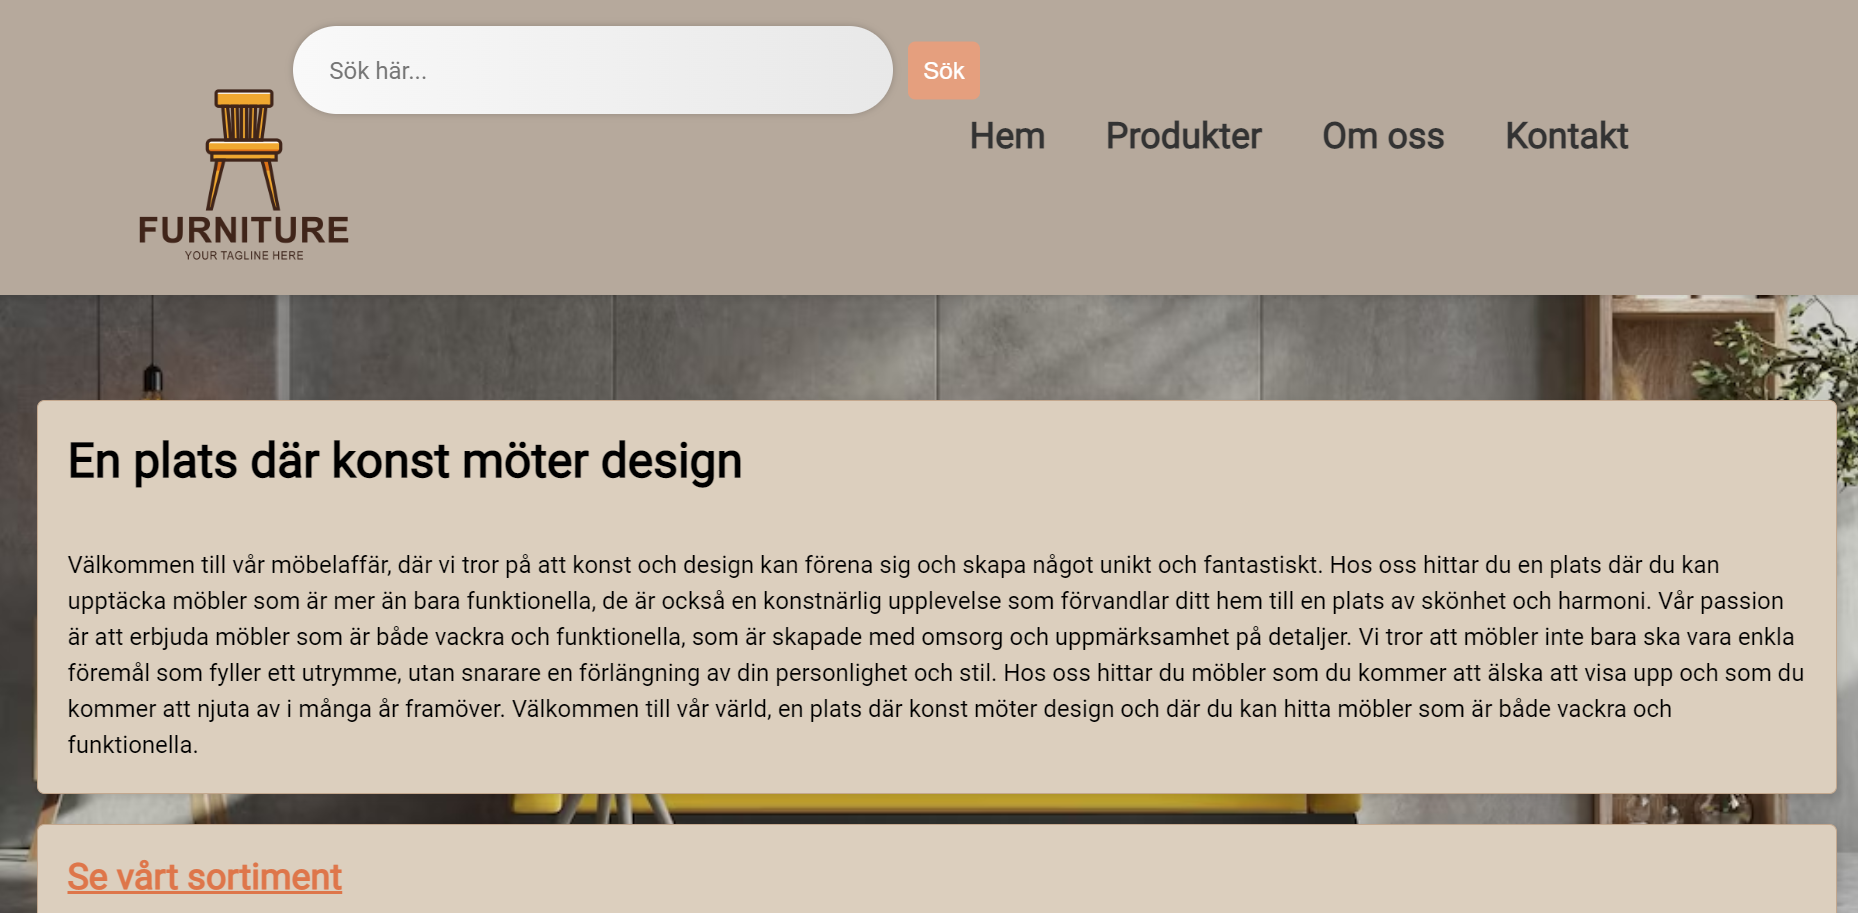 Sök här...
Sök
Hem
Produkter
Om oss
Kontakt
FURNITURE
YOUR TAGLINE HERE
En plats där konst möter design
Välkommen till vår möbelaffär, där vi tror på att konst och design kan förena sig och skapa något unikt och fantastiskt. Hos oss hittar du en plats där du kan
upptäcka möbler som är mer än bara funktionella, de är också en konstnärlig upplevelse som förvandlar ditt hem till en plats av skönhet och harmoni. Vår passion
är att erbjuda möbler som är både vackra och funktionella, som är skapade med omsorg och uppmärksamhet på detaljer. Vi tror att möbler inte bara ska vara enkla
föremål som fyller ett utrymme, utan snarare en förlängning av din personlighet och stil. Hos oss hittar du möbler som du kommer att älska att visa upp och som du
kommer att njuta av i många år framöver. Välkommen till vår värld, en plats där konst möter design och där du kan hitta möbler som är både vackra och
funktionella.
Se vårt sortiment